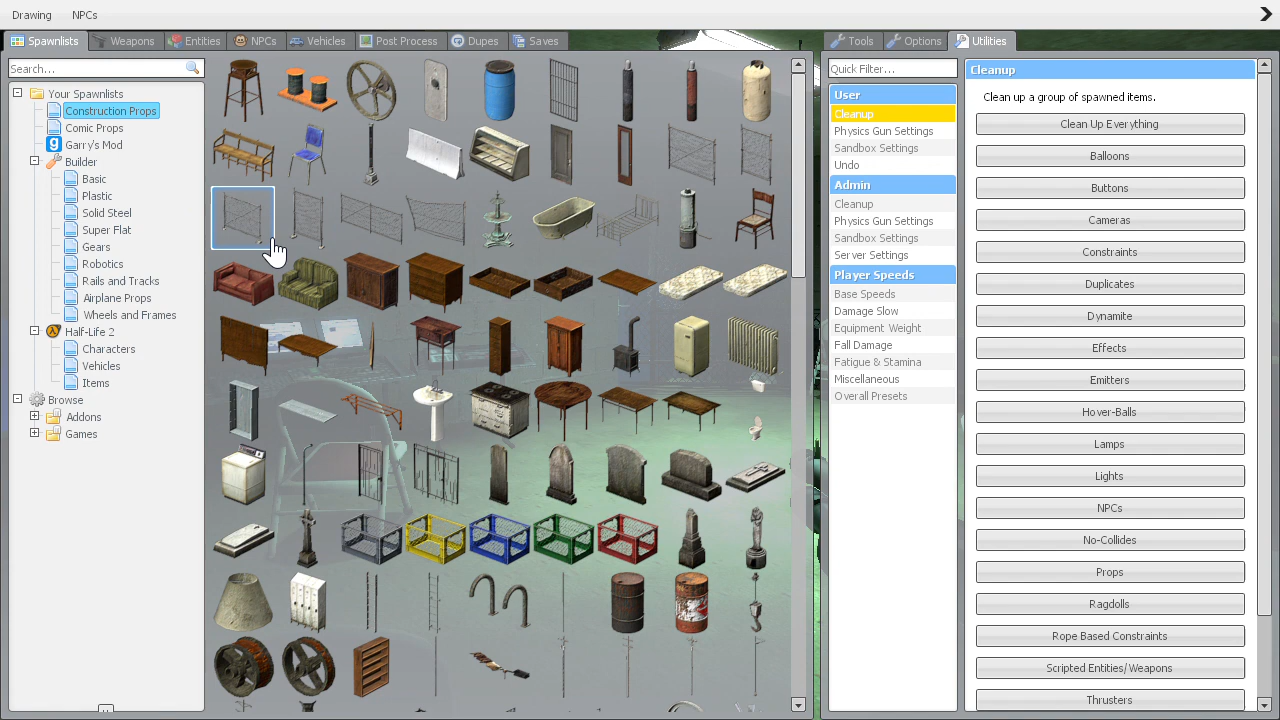 Drawing NPCs
Spawnlists Weapons Entities NPCs Vehicles Post Process Dupes Saves
Search...
Your Spawnlists
Construction Props
Comic Props
Garry's Mod
Builder
Basic
Plastic
Solid Steel
Super Flat
Gears
Robotics
Rails and Tracks
Airplane Props
Wheels and Frames
Half-Life 2
Characters
Vehicles
Items
Browse
Addons
Games
Tools Options Utilities
Quick Filter...
User
Cleanup
Physics Gun Settings
Sandbox Settings
Undo
Admin
Cleanup
Physics Gun Settings
Sandbox Settings
Server Settings
Player Speeds
Base Speeds
Damage Slow
Equipment Weight
Fall Damage
Fatigue & Stamina
Miscellaneous
Overall Presets
Cleanup
Clean up a group of spawned items.
Clean Up Everything
Balloons
Buttons
Cameras
Constraints
Duplicates
Dynamite
Effects
Emitters
Hover-Balls
Lamps
Lights
NPCs
No-Collides
Props
Ragdolls
Rope Based Constraints
Scripted Entities/Weapons
Thrusters